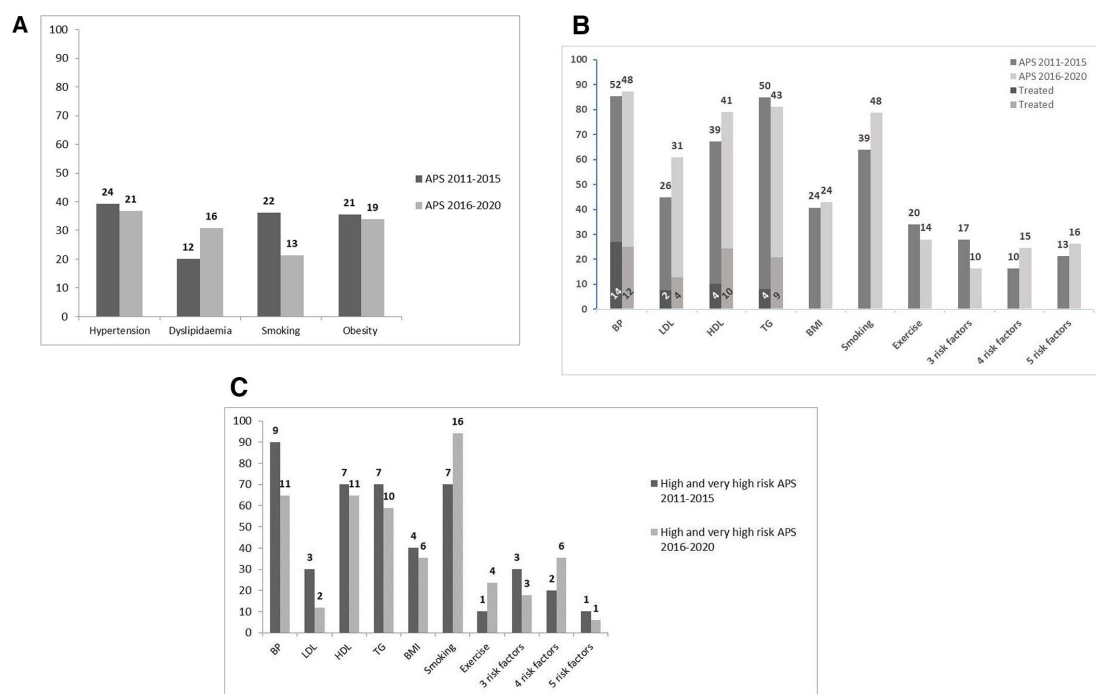 A
100
90
80
70
60
50
40
30
20
10
0
24 21 12 16 22 13 21 19
Hypertension Dyslipidaemia Smoking Obesity
APS 2011-2015
APS 2016-2020
B
100
90
80
70
60
50
40
30
20
10
0
52 48 26 31 39 41 50 43 24 24 39 48 20 14 17 10 10 15 13 16
14 12 2 4 4 10 4 9
BP LDL HDL TG BMI Smoking Exercise 3 risk factors 4 risk factors 5 risk factors
APS 2011-2015
APS 2016-2020
Treated
Treated
C
100
90
80
70
60
50
40
30
20
10
0
9 11 3 2 7 11 7 10 4 6 7 16 1 4 3 3 2 6 1 1
BP LDL HDL TG BMI Smoking Exercise 3 risk factors 4 risk factors 5 risk factors
High and very high risk APS
2011-2015
High and very high risk APS
2016-2020